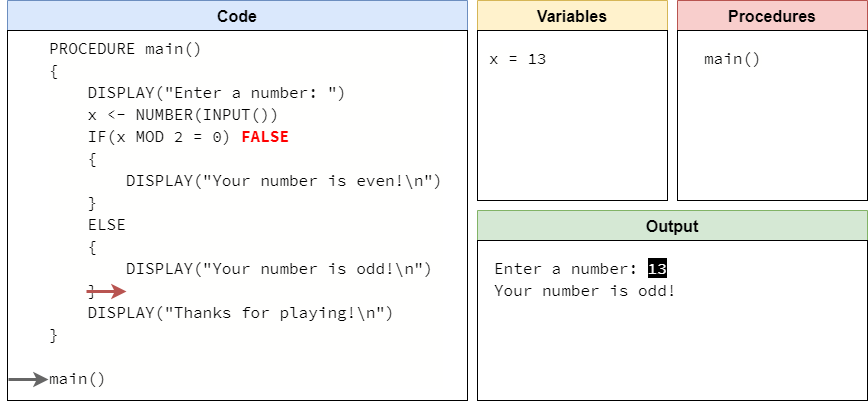 Code
PROCEDURE main()
{
DISPLAY("Enter a number: ")
x <- NUMBER(INPUT())
IF(x MOD 2 = 0) FALSE
{
DISPLAY("Your number is even!\n")
}
ELSE
{
DISPLAY("Your number is odd!\n")
}
DISPLAY("Thanks for playing!\n")
}
main()
Variables
x = 13
Procedures
main()
Output
Enter a number: 13
Your number is odd!